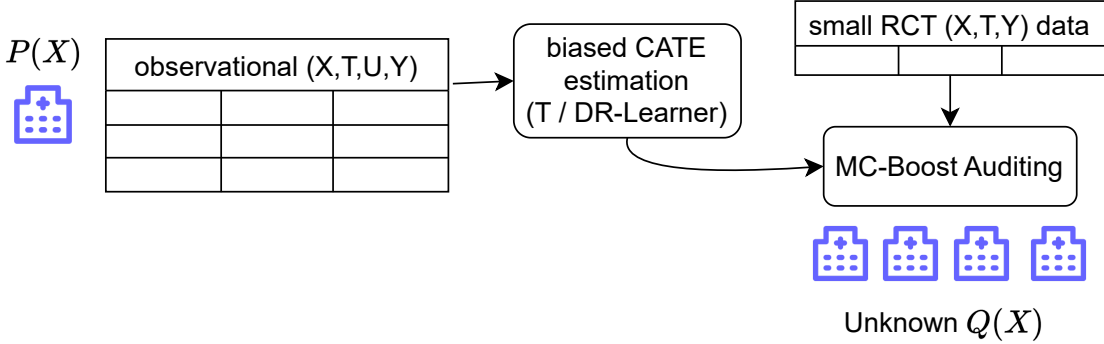 P(X)
observational (X,T,U,Y)
biased CATE
estimation
(T / DR-Learner)
small RCT (X,T,Y) data
MC-Boost Auditing
Unknown Q(X)